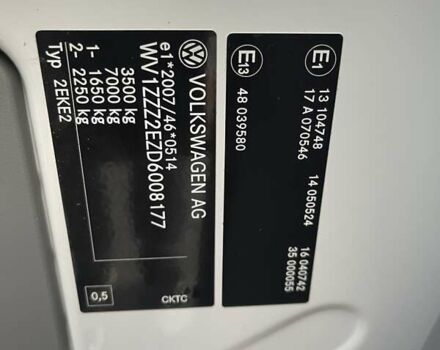 VOLKSWAGEN AG
e1*2007/46*0514
WV1ZZZ2EZD6008177
3500 kg
7000 kg
1- 1650 kg
2- 2250 kg
Typ 2EKE2
0,5
CKTC
E1
13 104748
17 A 070546
14 050524
16 040742
35 000055
E13
48 039580